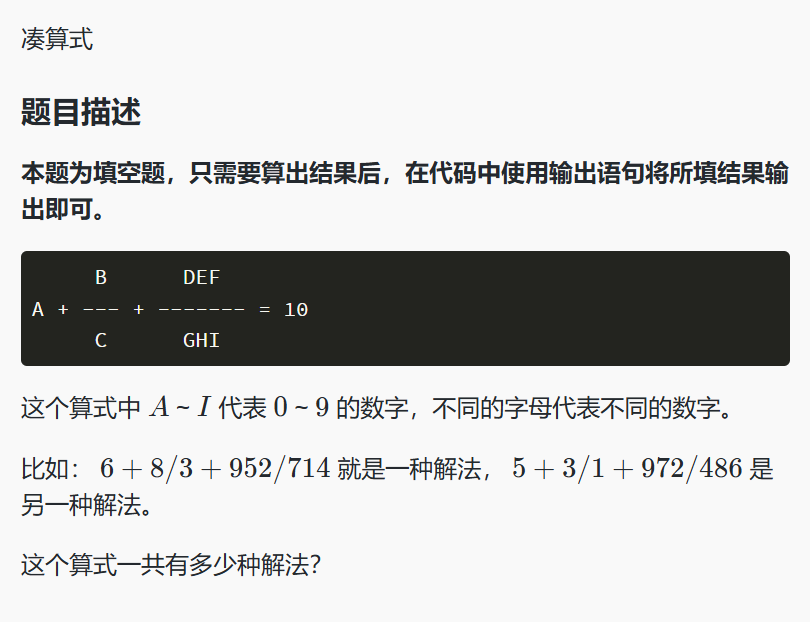 凑算式
题目描述
本题为填空题，只需要算出结果后，在代码中使用输出语句将所填结果输
出即可。
     B      DEF
A + --- + ------- = 10
     C      GHI
这个算式中 A ~ I 代表 0 ~ 9 的数字，不同的字母代表不同的数字。
比如： 6 + 8/3 + 952/714 就是一种解法， 5 + 3/1 + 972/486 是
另一种解法。
这个算式一共有多少种解法？